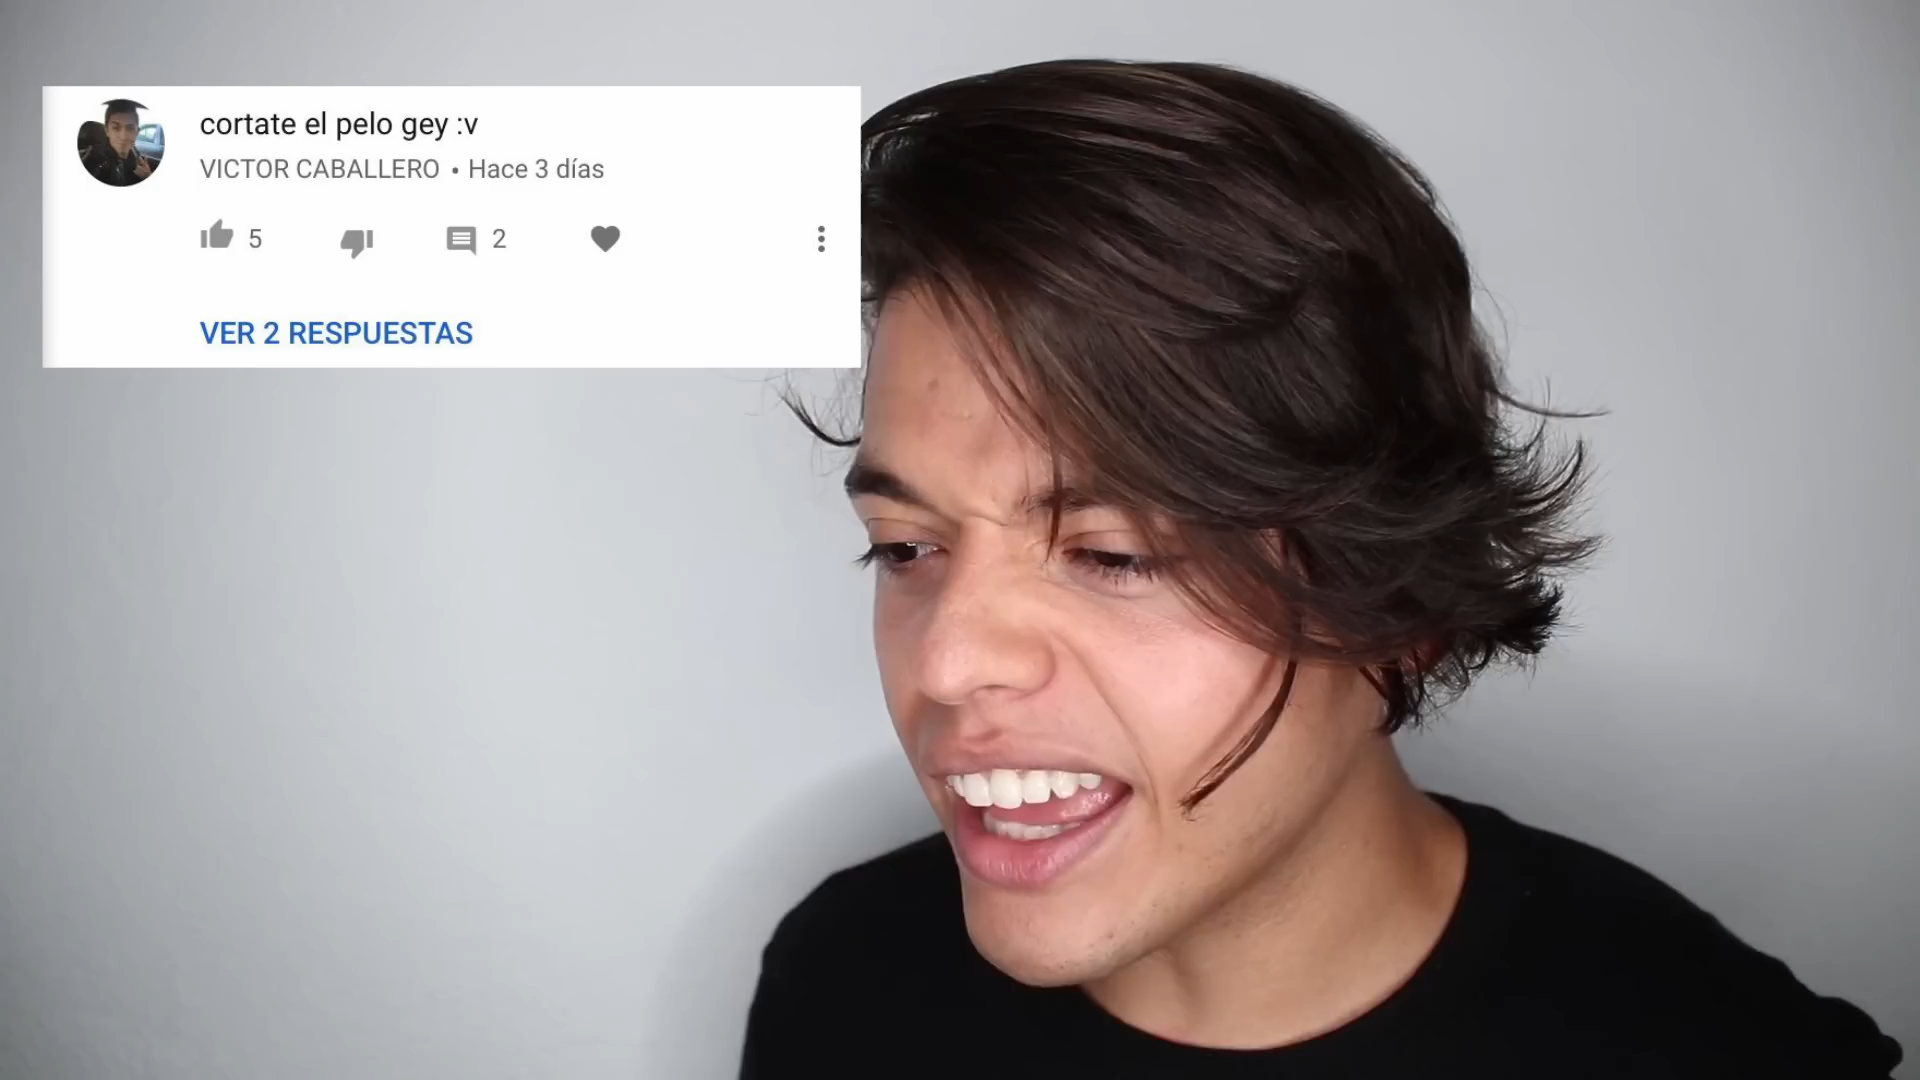 cortate el pelo gey :v
VICTOR CABALLERO • Hace 3 días
5 2
VER 2 RESPUESTAS